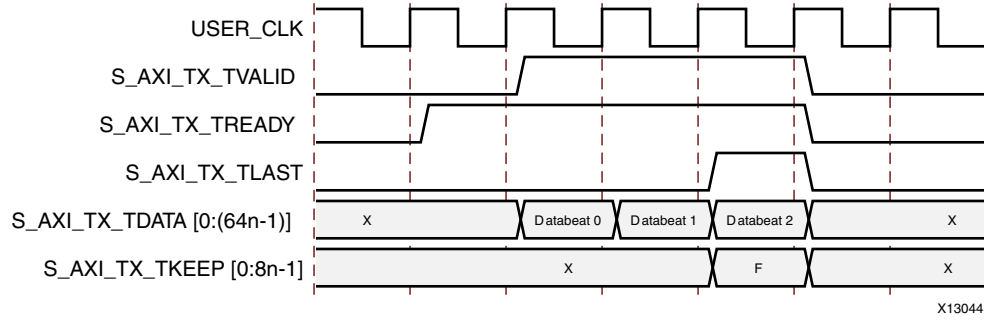 USER_CLK
S_AXI_TX_TVALID
S_AXI_TX_TREADY
S_AXI_TX_TLAST
S_AXI_TX_TDATA [0:(64n-1)] X Databeat 0 Databeat 1 Databeat 2 X
S_AXI_TX_TKEEP [0:8n-1] X F X
X13044